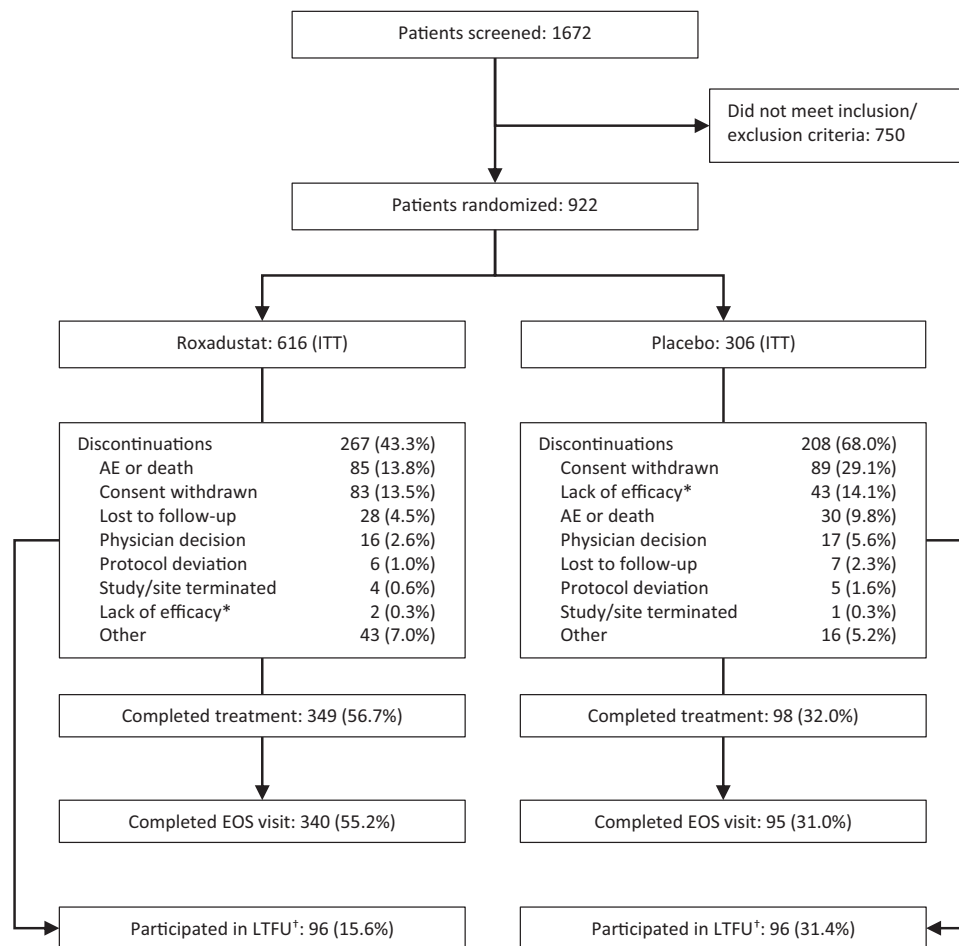 Patients screened: 1672
Did not meet inclusion/
exclusion criteria: 750
Patients randomized: 922
Roxadustat: 616 (ITT)
Placebo: 306 (ITT)
Discontinuations 267 (43.3%)
AE or death 85 (13.8%)
Consent withdrawn 83 (13.5%)
Lost to follow-up 28 (4.5%)
Physician decision 16 (2.6%)
Protocol deviation 6 (1.0%)
Study/site terminated 4 (0.6%)
Lack of efficacy* 2 (0.3%)
Other 43 (7.0%)
Discontinuations 208 (68.0%)
Consent withdrawn 89 (29.1%)
Lack of efficacy* 43 (14.1%)
AE or death 30 (9.8%)
Physician decision 17 (5.6%)
Lost to follow-up 7 (2.3%)
Protocol deviation 5 (1.6%)
Study/site terminated 1 (0.3%)
Other 16 (5.2%)
Completed treatment: 349 (56.7%)
Completed treatment: 98 (32.0%)
Completed EOS visit: 340 (55.2%)
Completed EOS visit: 95 (31.0%)
Participated in LTFU†: 96 (15.6%)
Participated in LTFU†: 96 (31.4%)